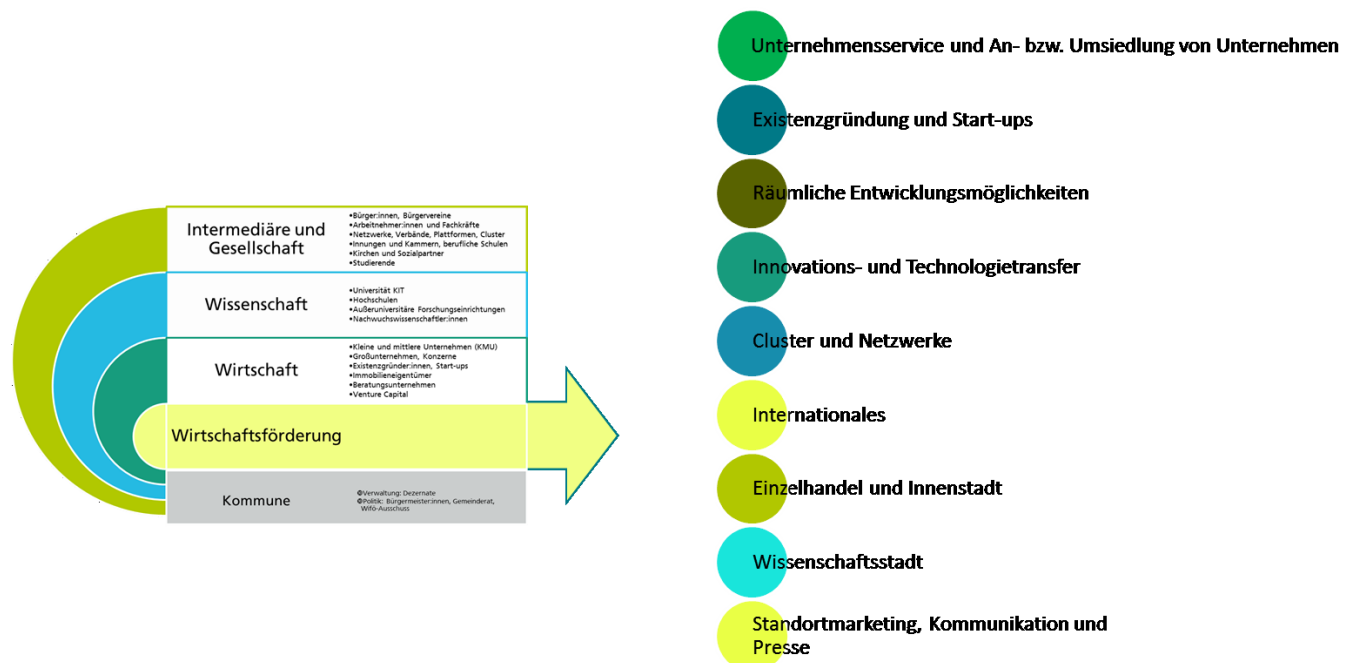 Intermediäre und
Gesellschaft
•Bürger:innen, Bürgervereine
•Arbeitnehmer:innen und Fachkräfte
•Netzwerke, Verbände, Plattformen, Cluster
•Innungen und Kammern, berufliche Schulen
•Kirchen und Sozialpartner
•Studierende
Wissenschaft
•Universität KIT
•Hochschulen
•Außeruniversitäre Forschungseinrichtungen
•Nachwuchswissenschaftler:innen
Wirtschaft
•Kleine und mittlere Unternehmen (KMU)
•Großunternehmen, Konzerne
•Existenzgründer:innen, Start-ups
•Immobilieneigentümer
•Beratungsunternehmen
•Venture Capital
Wirtschaftsförderung
Kommune
Verwaltung: Dezernate
Politik: Bürgermeister:innen, Gemeinderat,
Wifö-Ausschuss
Unternehmensservice und An- bzw. Umsiedlung von Unternehmen
Existenzgründung und Start-ups
Räumliche Entwicklungsmöglichkeiten
Innovations- und Technologietransfer
Cluster und Netzwerke
Internationales
Einzelhandel und Innenstadt
Wissenschaftsstadt
Standortmarketing, Kommunikation und
Presse